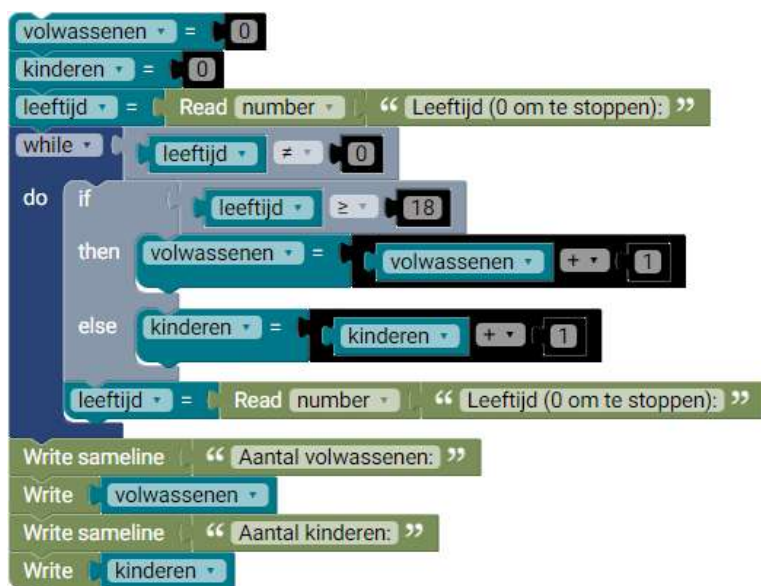 volwassenen = 0
kinderen = 0
leeftijd = Read number “ Leeftijd (0 om te stoppen): ”
while leeftijd ≠ 0
do if leeftijd ≥ 18
then volwassenen = volwassenen + 1
else kinderen = kinderen + 1
leeftijd = Read number “ Leeftijd (0 om te stoppen): ”
Write sameline “ Aantal volwassenen: ”
Write volwassenen
Write sameline “ Aantal kinderen: ”
Write kinderen